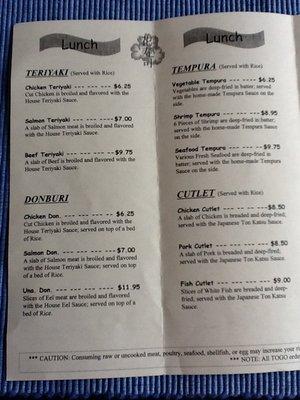 Lunch
TERIYAKI (Served with Rice)
Chicken Teriyaki --- --- ---$6.25
Cut Chicken is broiled and flavored with the
House Teriyaki Sauce.
Salmon Teriyaki --- --- --- $7.00
A slab of Salmon meat is broiled and flavored
with the House Teriyaki Sauce.
Beef Teriyaki --- --- --- --$9.75
A slab of Beef is broiled and flavored with the
House Teriyaki Sauce.
DONBURI
Chicken Don. --- --- --- --$6.25
Cut Chicken meat is broiled and flavored with
the House Teriyaki Sauce; served on top of a
bed of Rice.
Salmon Don. --- --- --- ---$7.00
A slab of Salmon meat is broiled and flavored
with the House Teriyaki Sauce; served on top
of a bed of Rice.
Una. Don. --- --- --- ---$11.95
Slices of Eel meat are broiled and flavored
with the House Eel Sauce; served on top of a
bed of Rice.
Lunch
TEMPURA (Served with Rice)
Vegetable Tempura -- --- ---$6.25
Vegetables are deep-fried in batter; served
with the home-made Tempura Sauce on the
side.
Shrimp Tempura --- --- ---$8.95
6 Pieces of Shrimp are deep-fried in batter;
served with the home-made Tempura Sauce
on the side.
Seafood Tempura --- --- ---$9.75
Various Fresh Seafood are deep-fried in
batter; served with the home-made Tempura
Sauce on the side.
CUTLET (Served with Rice)
Chicken Cutlet --- --- --- --$8.50
A slab of Chicken is breaded and deep-
fried; served with the Japanese Ton Katsu
Sauce.
Pork Cutlet --- --- --- --- $8.50
A slab of Pork is breaded and deep-fried;
served with the Japanese Ton Katsu Sauce.
Fish Cutlet --- --- --- --- $9.00
Slices of White Fish are breaded and deep-
fried; served with the Japanese Ton Katsu
Sauce.
*** CAUTION: Consuming raw or uncooked meat, poultry, seafood, shellfish, or egg may increase your
*** NOTE: All TOGO